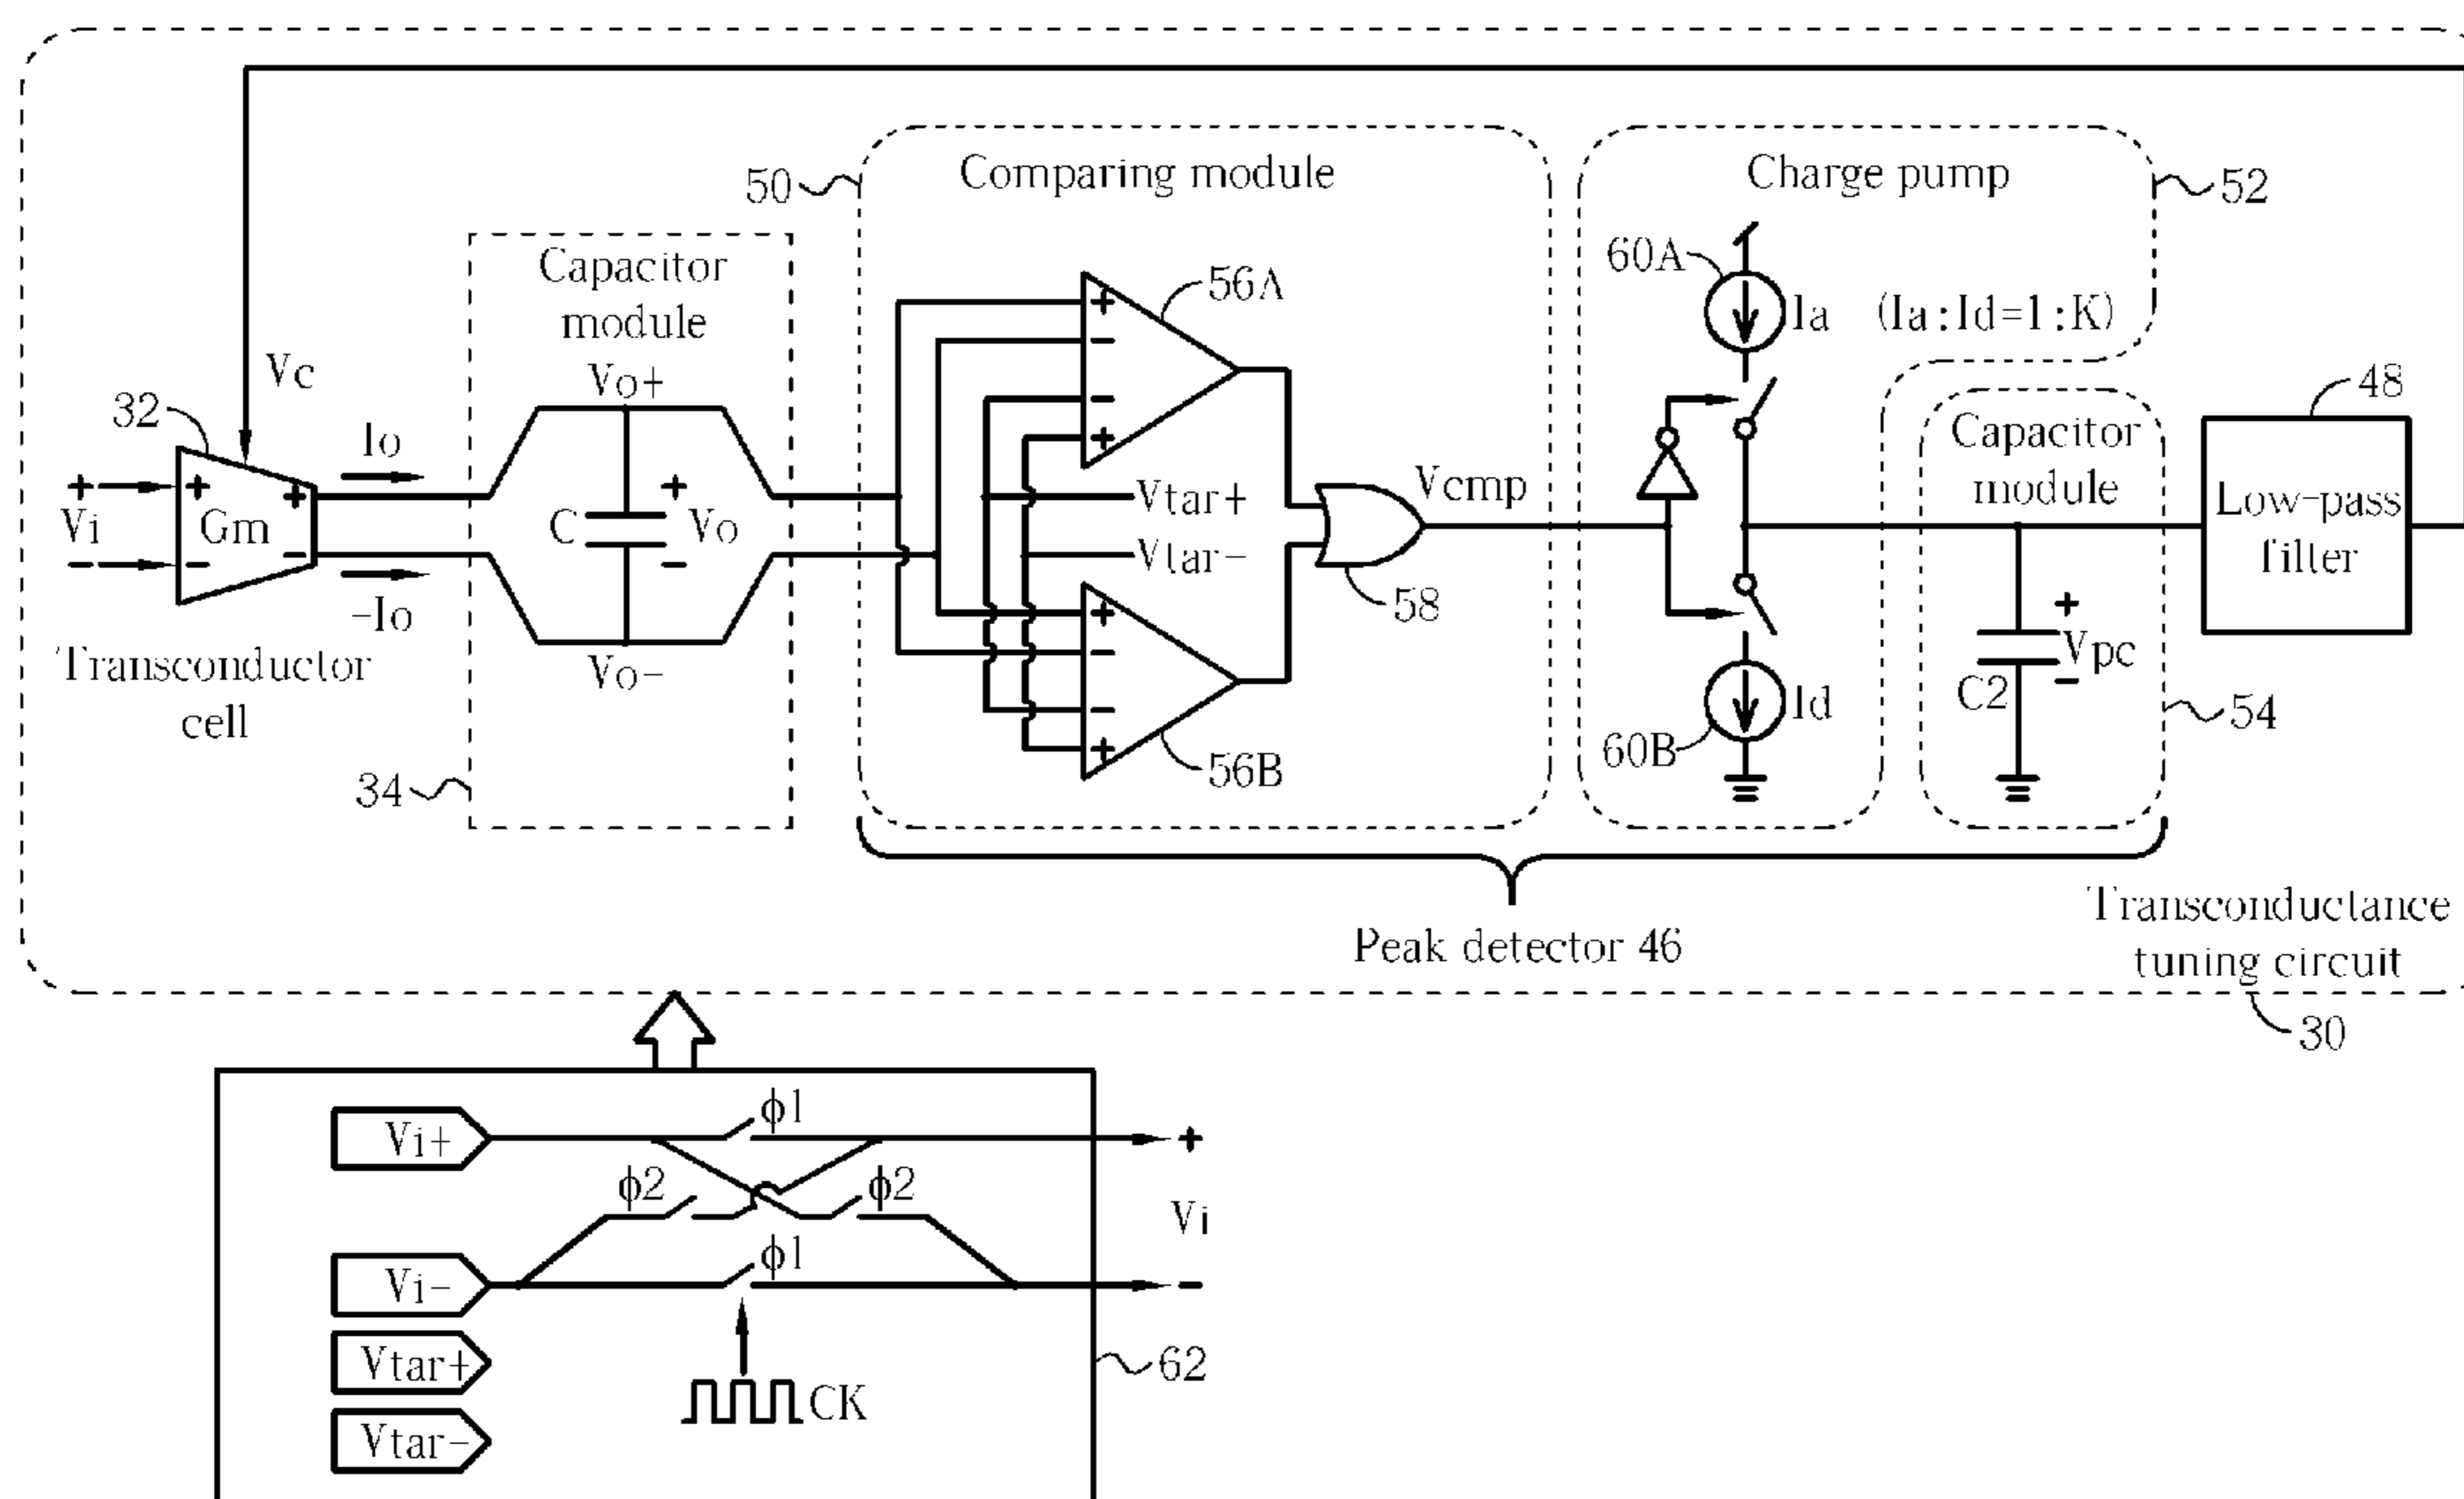 Comparing module
Charge pump
50
52
56A
60A
Ia
(Ia:Id=1:K)
Capacitor
module
Vo+
Vc
32
Io
+
Vi
−
+
Gm
−
+
−
-Io
Transconductor
cell
C
+
Vo
−
Vo-
34
+
−
−
+
Vtar+
Vtar-
+
−
−
+
56B
Vcmp
58
Id
60B
Capacitor
module
+
Vpc
−
C2
54
48
Low-pass
filter
Peak detector 46
Transconductance
tuning circuit
30
Vi+
ϕ1
+
ϕ2
ϕ2
Vi
Vi-
ϕ1
−
Vtar+
62
CK
Vtar-